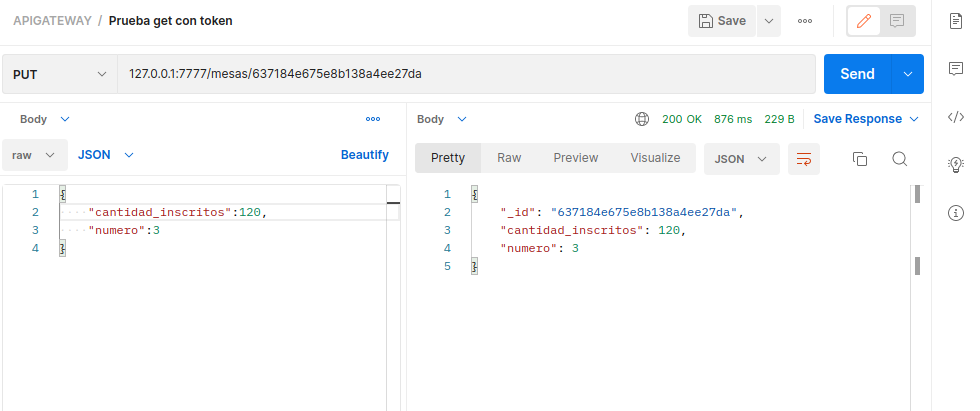 APIGATEWAY / Prueba get con token
Save
PUT
127.0.0.1:7777/mesas/637184e675e8b138a4ee27da
Send
Body
raw
JSON
Beautify
1 {
2 "cantidad_inscritos":120,
3 "numero":3
4 }
Body
200 OK 876 ms 229 B Save Response
Pretty Raw Preview Visualize JSON
1 {
2 "_id": "637184e675e8b138a4ee27da",
3 "cantidad_inscritos": 120,
4 "numero": 3
5 }